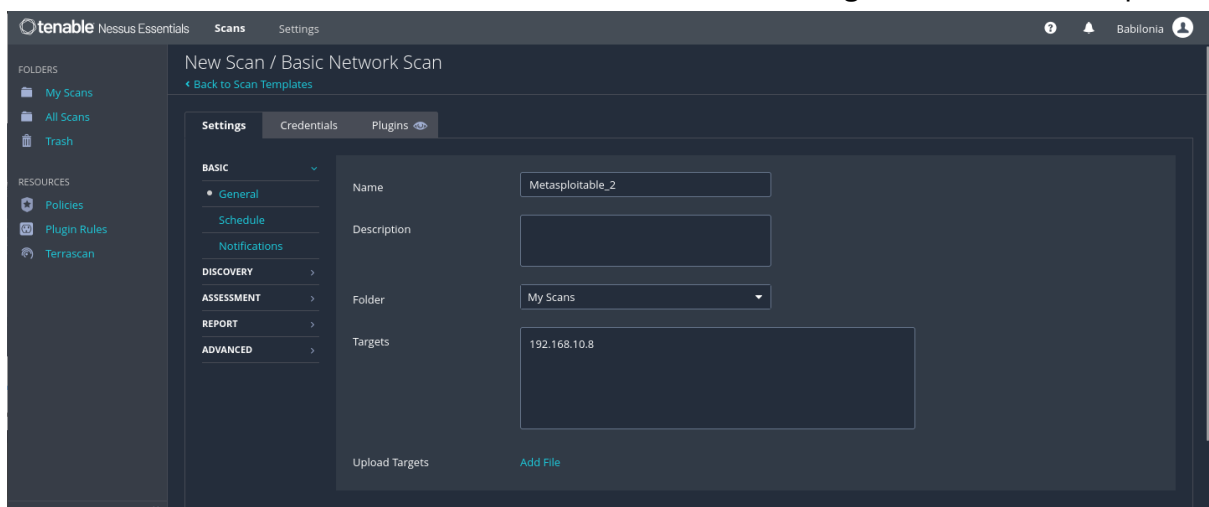 tenable Nessus Essentials Scans Settings Babilonia
FOLDERS
My Scans
All Scans
Trash
RESOURCES
Policies
Plugin Rules
Terrascan
New Scan / Basic Network Scan
Back to Scan Templates
Settings Credentials Plugins
BASIC
General
Schedule
Notifications
DISCOVERY
ASSESSMENT
REPORT
ADVANCED
Name Metasploitable_2
Description
Folder My Scans
Targets 192.168.10.8
Upload Targets Add File